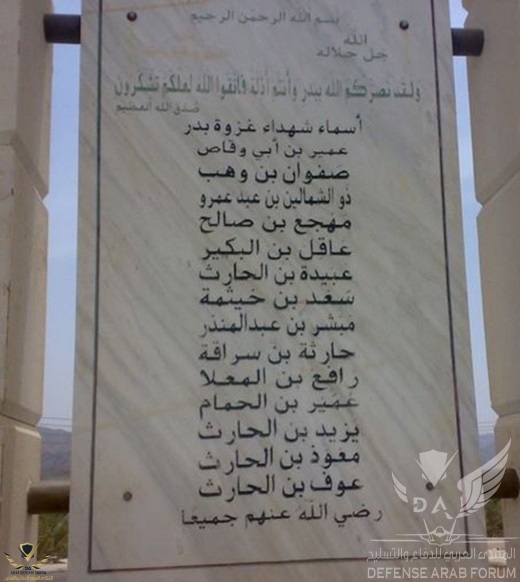 بسم الله الرحمن الرحيم
الله
جل جلاله
ولقد نصركم الله ببدر وأنتم أذلة فاتقوا الله لعلكم تشكرون
صدق الله العظيم
أسماء شهداء غزوة بدر
عمير بن أبي وقاص
صفوان بن وهب
ذو الشمالين بن عبد عمرو
مهجع بن صالح
عاقل بن البكير
عبيدة بن الحارث
سعد بن خيثمة
مبشر بن عبدالمنذر
حارثة بن سراقة
رافع بن المعلا
عمير بن الحمام
يزيد بن الحارث
معوذ بن الحارث
عوف بن الحارث
رضي الله عنهم جميعا
DA
المنتدى العربي للدفاع والتسليح
DEFENSE ARAB FORUM